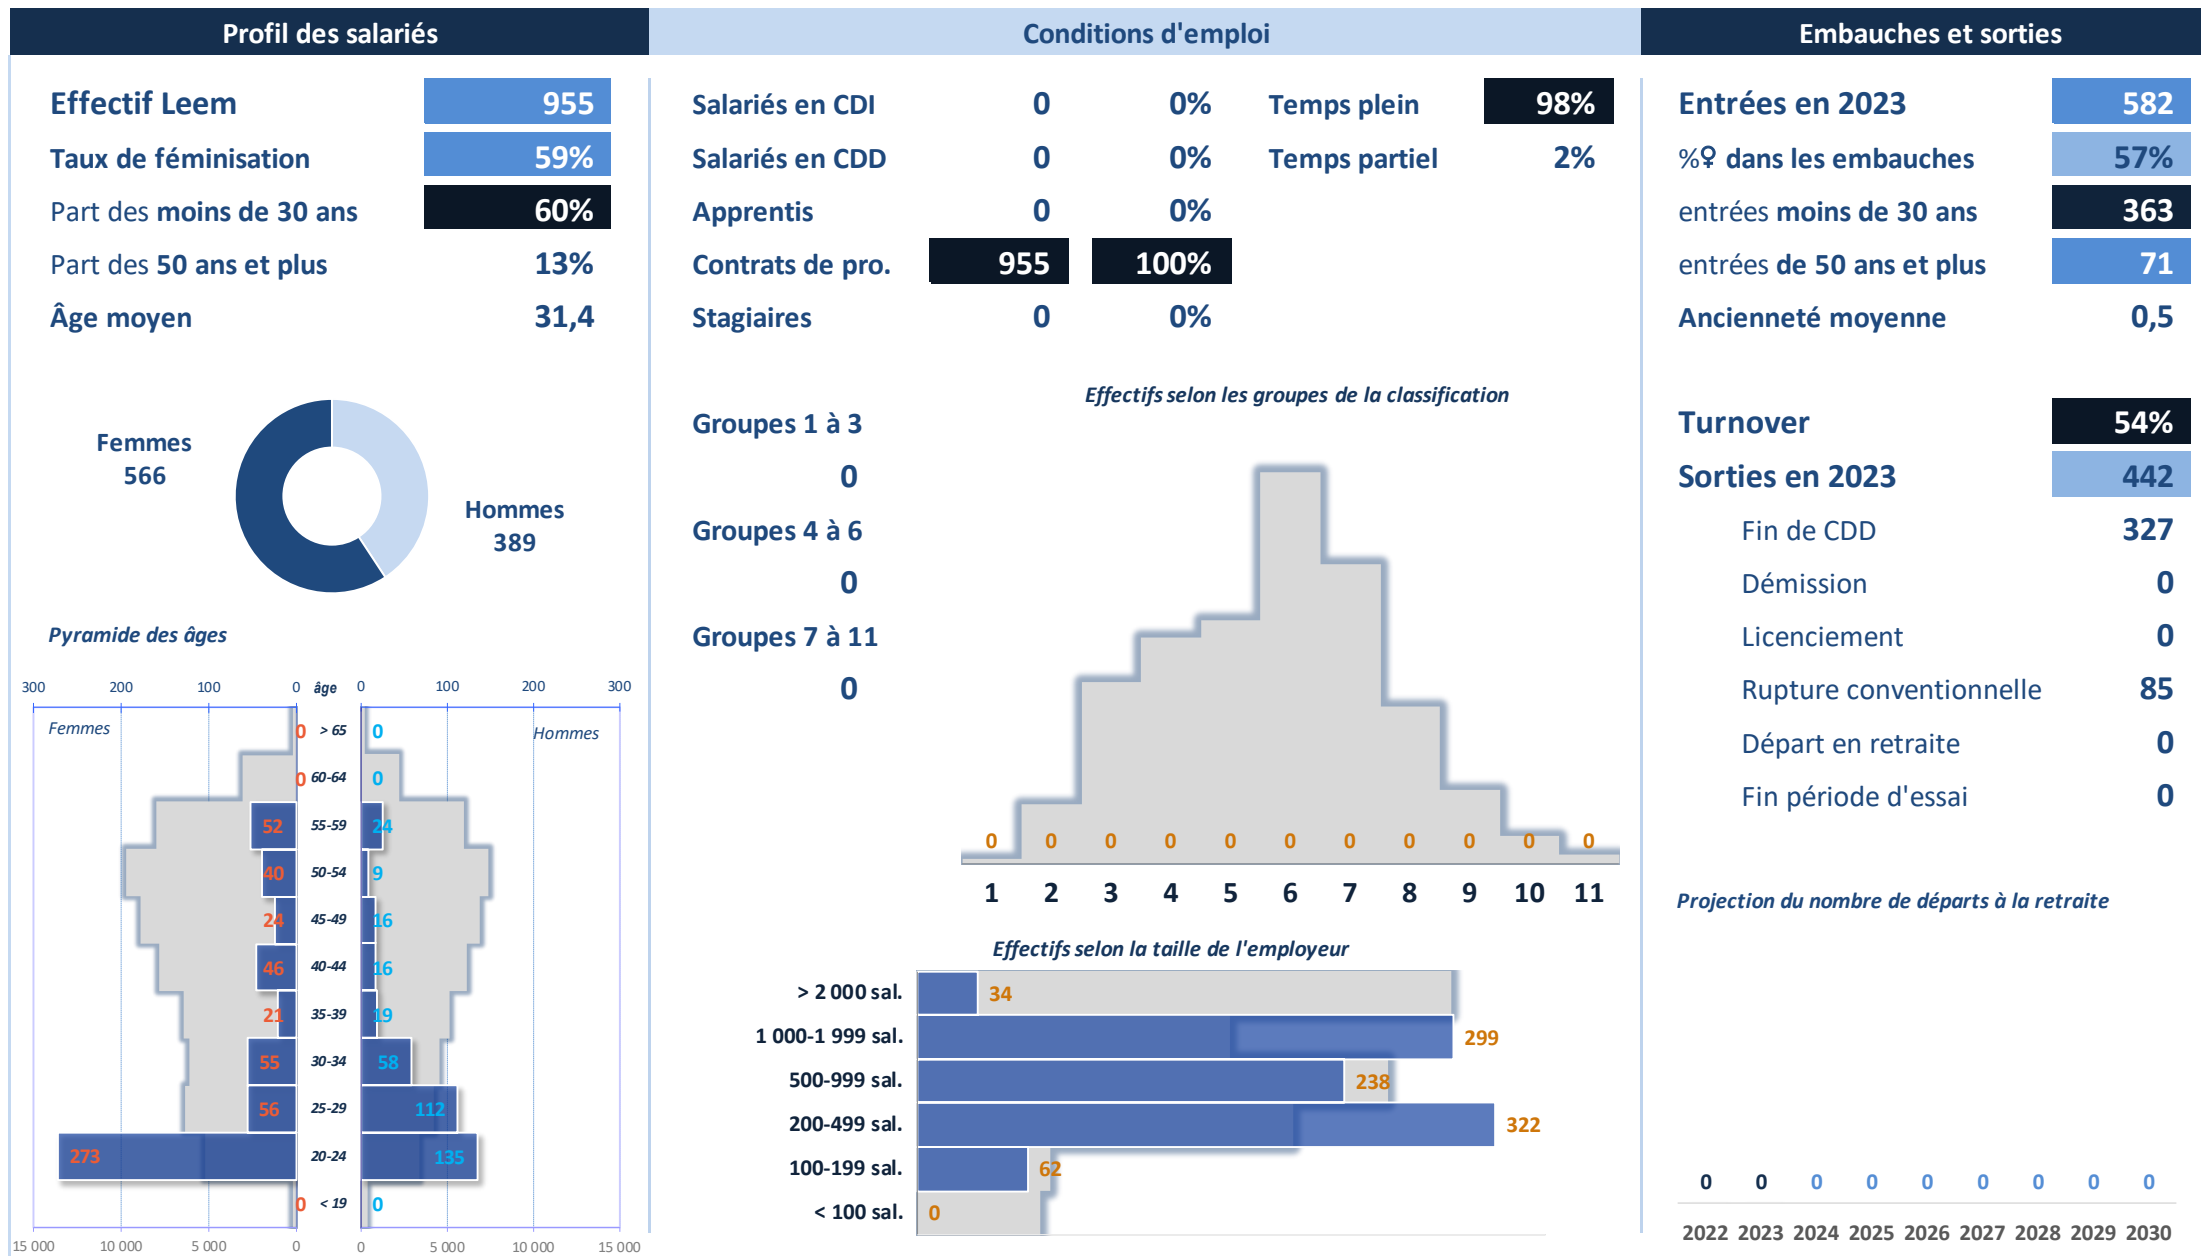 Profil des salariés
Effectif Leem 955
Taux de féminisation 59%
Part des moins de 30 ans 60%
Part des 50 ans et plus 13%
Âge moyen 31,4
Femmes
566
Hommes
389
Pyramide des âges
300 200 100 0 âge 0 100 200 300
Femmes Hommes
0 > 65 0
0 60-64 0
52 55-59 24
40 50-54 9
24 45-49 16
46 40-44 16
21 35-39 19
55 30-34 58
56 25-29 112
273 20-24 135
0 < 19 0
15 000 10 000 5 000 0 0 5 000 10 000 15 000
Conditions d'emploi
Salariés en CDI 0 0% Temps plein 98%
Salariés en CDD 0 0% Temps partiel 2%
Apprentis 0 0%
Contrats de pro. 955 100%
Stagiaires 0 0%
Groupes 1 à 3
0
Groupes 4 à 6
0
Groupes 7 à 11
0
Effectifs selon les groupes de la classification
0 0 0 0 0 0 0 0 0 0 0
1 2 3 4 5 6 7 8 9 10 11
Effectifs selon la taille de l'employeur
> 2 000 sal. 34
1 000-1 999 sal. 299
500-999 sal. 238
200-499 sal. 322
100-199 sal. 62
< 100 sal. 0
Embauches et sorties
Entrées en 2023 582
%♀ dans les embauches 57%
entrées moins de 30 ans 363
entrées de 50 ans et plus 71
Ancienneté moyenne 0,5
Turnover 54%
Sorties en 2023 442
Fin de CDD 327
Démission 0
Licenciement 0
Rupture conventionnelle 85
Départ en retraite 0
Fin période d'essai 0
Projection du nombre de départs à la retraite
0 0 0 0 0 0 0 0 0
2022 2023 2024 2025 2026 2027 2028 2029 2030